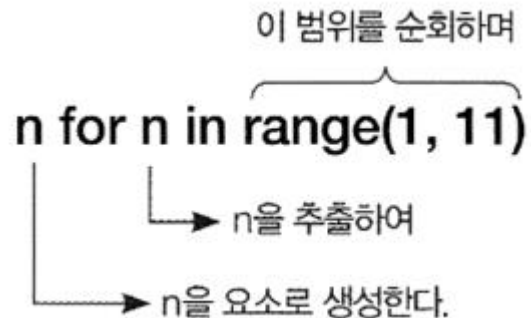 이 범위를 순회하며
n for n in range(1, 11)
n을 추출하여
n을 요소로 생성한다.